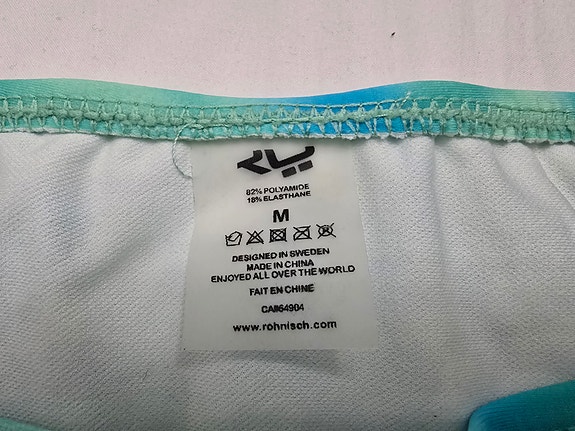 82% POLYAMIDE
18% ELASTHANE
M
DESIGNED IN SWEDEN
MADE IN CHINA
ENJOYED ALL OVER THE WORLD
FAIT EN CHINE
CA#64904
www.rohnisch.com